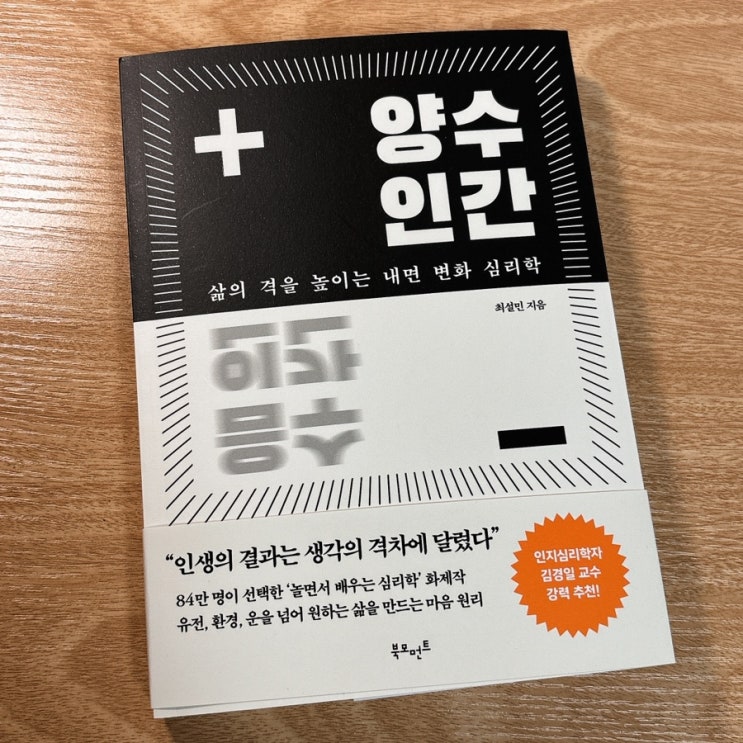 +
양수
인간
삶의 격을 높이는 내면 변화 심리학
최설민 지음
인간
음수
-
“인생의 결과는 생각의 격차에 달렸다”
84만 명이 선택한 ‘놀면서 배우는 심리학’ 화제작
유전, 환경, 운을 넘어 원하는 삶을 만드는 마음 원리
인지심리학자
김경일 교수
강력 추천!
북모먼트